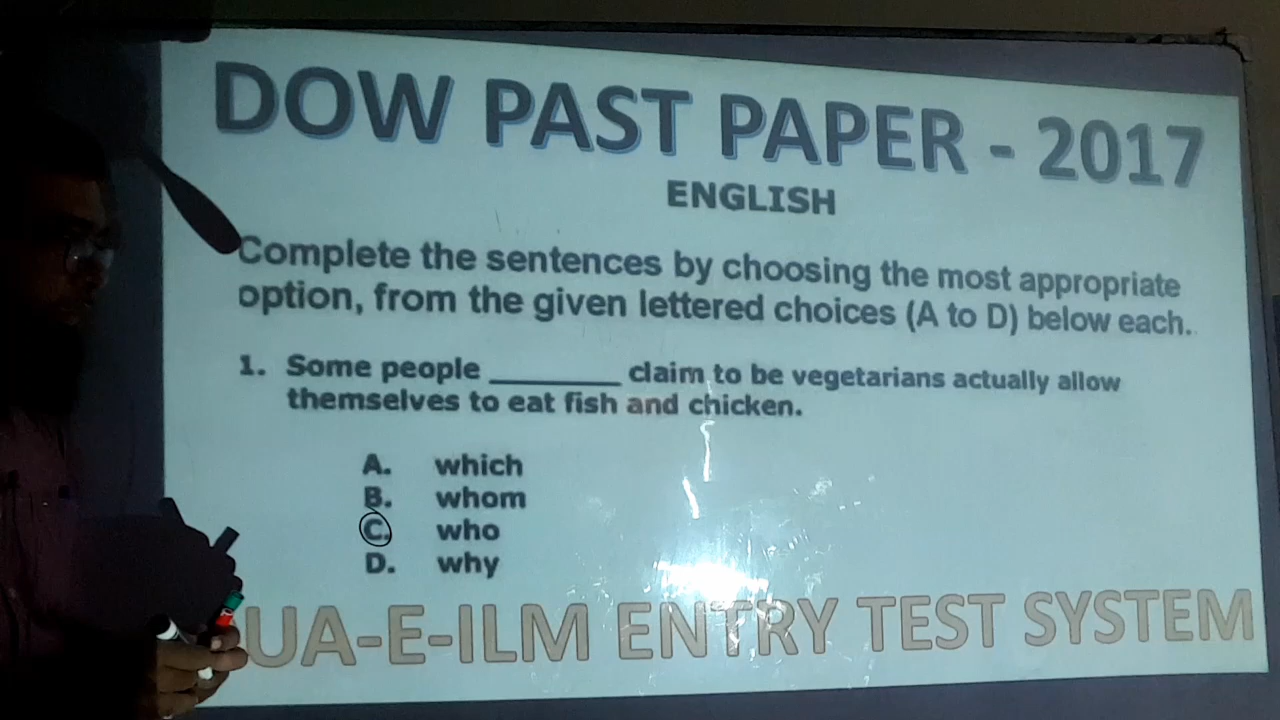 DOW PAST PAPER - 2017
ENGLISH
Complete the sentences by choosing the most appropriate
option, from the given lettered choices (A to D) below each.
1. Some people ________ claim to be vegetarians actually allow
themselves to eat fish and chicken.
A. which
B. whom
C. who
D. why
UA-E-ILM ENTRY TEST SYSTEM